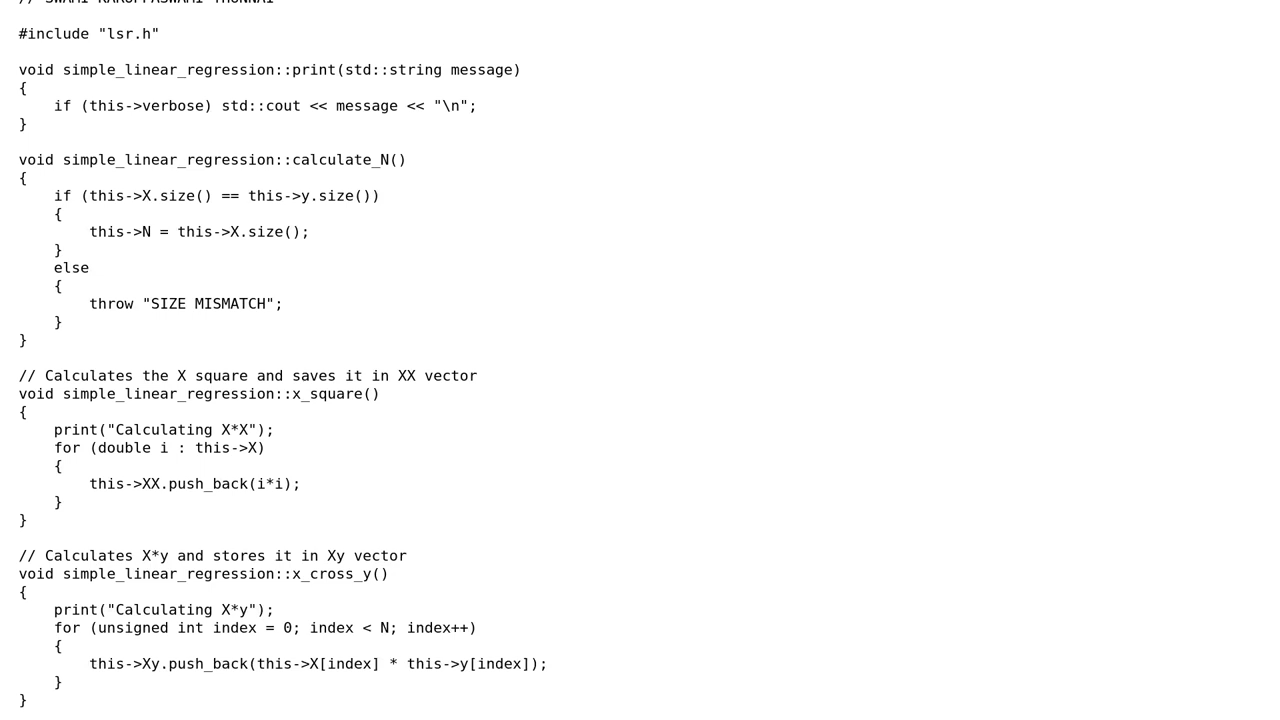 // SWAMI KARUPPASWAMI THUNNAI

#include "lsr.h"

void simple_linear_regression::print(std::string message)
{
    if (this->verbose) std::cout << message << "\n";
}

void simple_linear_regression::calculate_N()
{
    if (this->X.size() == this->y.size())
    {
        this->N = this->X.size();
    }
    else
    {
        throw "SIZE MISMATCH";
    }
}

// Calculates the X square and saves it in XX vector
void simple_linear_regression::x_square()
{
    print("Calculating X*X");
    for (double i : this->X)
    {
        this->XX.push_back(i*i);
    }
}

// Calculates X*y and stores it in Xy vector
void simple_linear_regression::x_cross_y()
{
    print("Calculating X*y");
    for (unsigned int index = 0; index < N; index++)
    {
        this->Xy.push_back(this->X[index] * this->y[index]);
    }
}